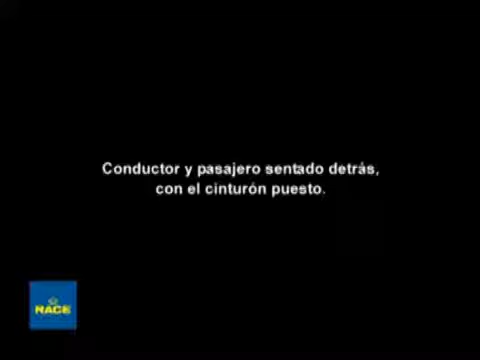 Conductor y pasajero sentado detrás,
con el cinturón puesto.
RACE